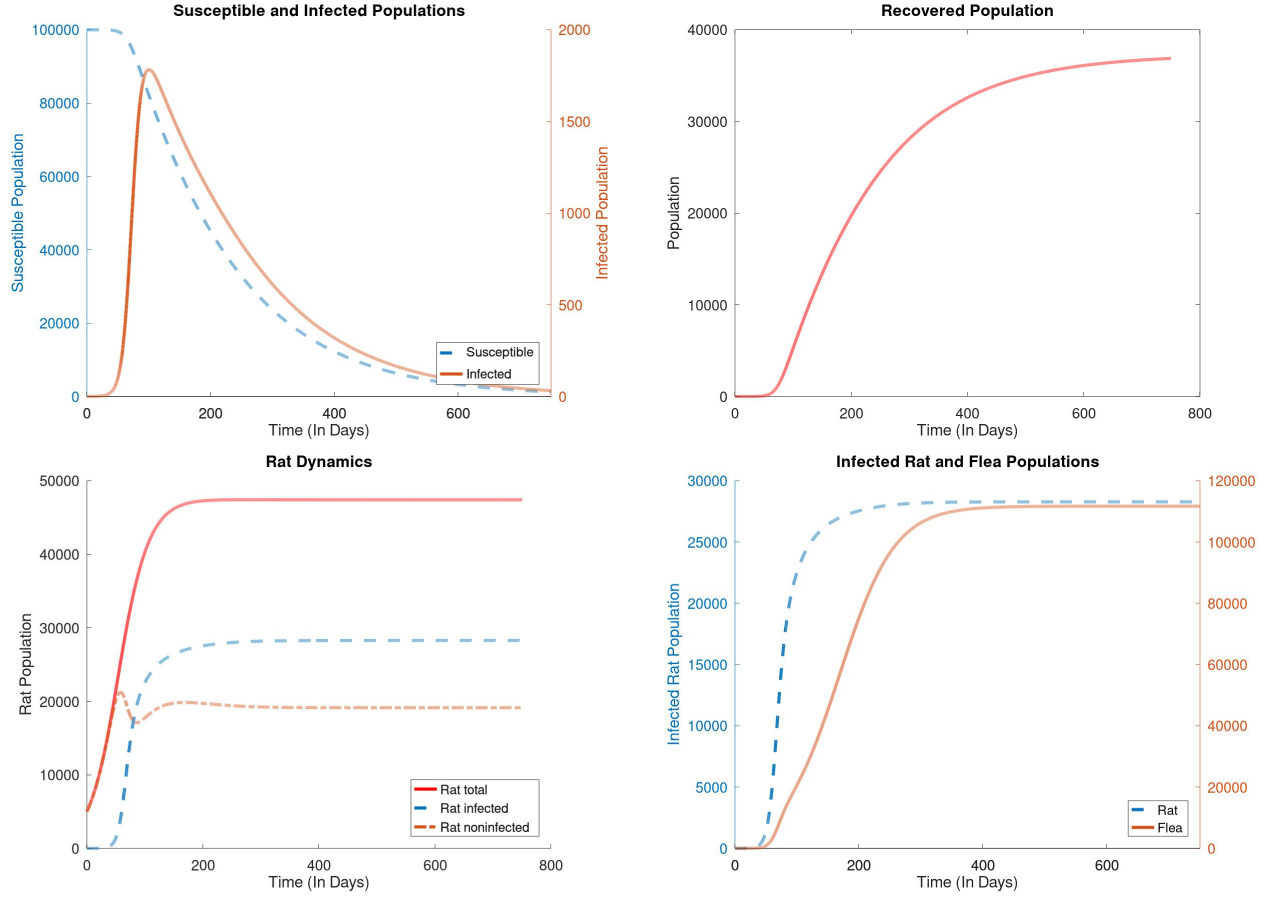 Susceptible and Infected Populations
100000
80000
60000
40000
20000
0
Susceptible Population
2000
1500
1000
500
0
Infected Population
Susceptible
Infected
0
200
400
600
Time (In Days)
Recovered Population
40000
30000
20000
10000
0
Population
0
200
400
600
800
Time (In Days)
Rat Dynamics
50000
40000
30000
20000
10000
0
Rat Population
Rat total
Rat infected
Rat noninfected
0
200
400
600
800
Time (In Days)
Infected Rat and Flea Populations
30000
25000
20000
15000
10000
5000
0
Infected Rat Population
120000
100000
80000
60000
40000
20000
0
Rat
Flea
0
200
400
600
Time (In Days)